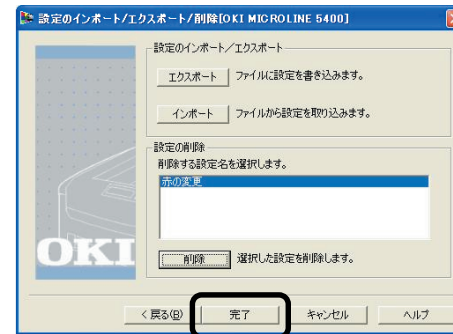 設定のインポート/エクスポート/削除[OKI MICROLINE 5400]
設定のインポート/エクスポート
エクスポート ファイルに設定を書き込みます。
インポート ファイルから設定を取り込みます。
設定の削除
削除する設定名を選択します。
赤の変更
OKI
削除 選択した設定を削除します。
< 戻る(B) 完了 キャンセル ヘルプ